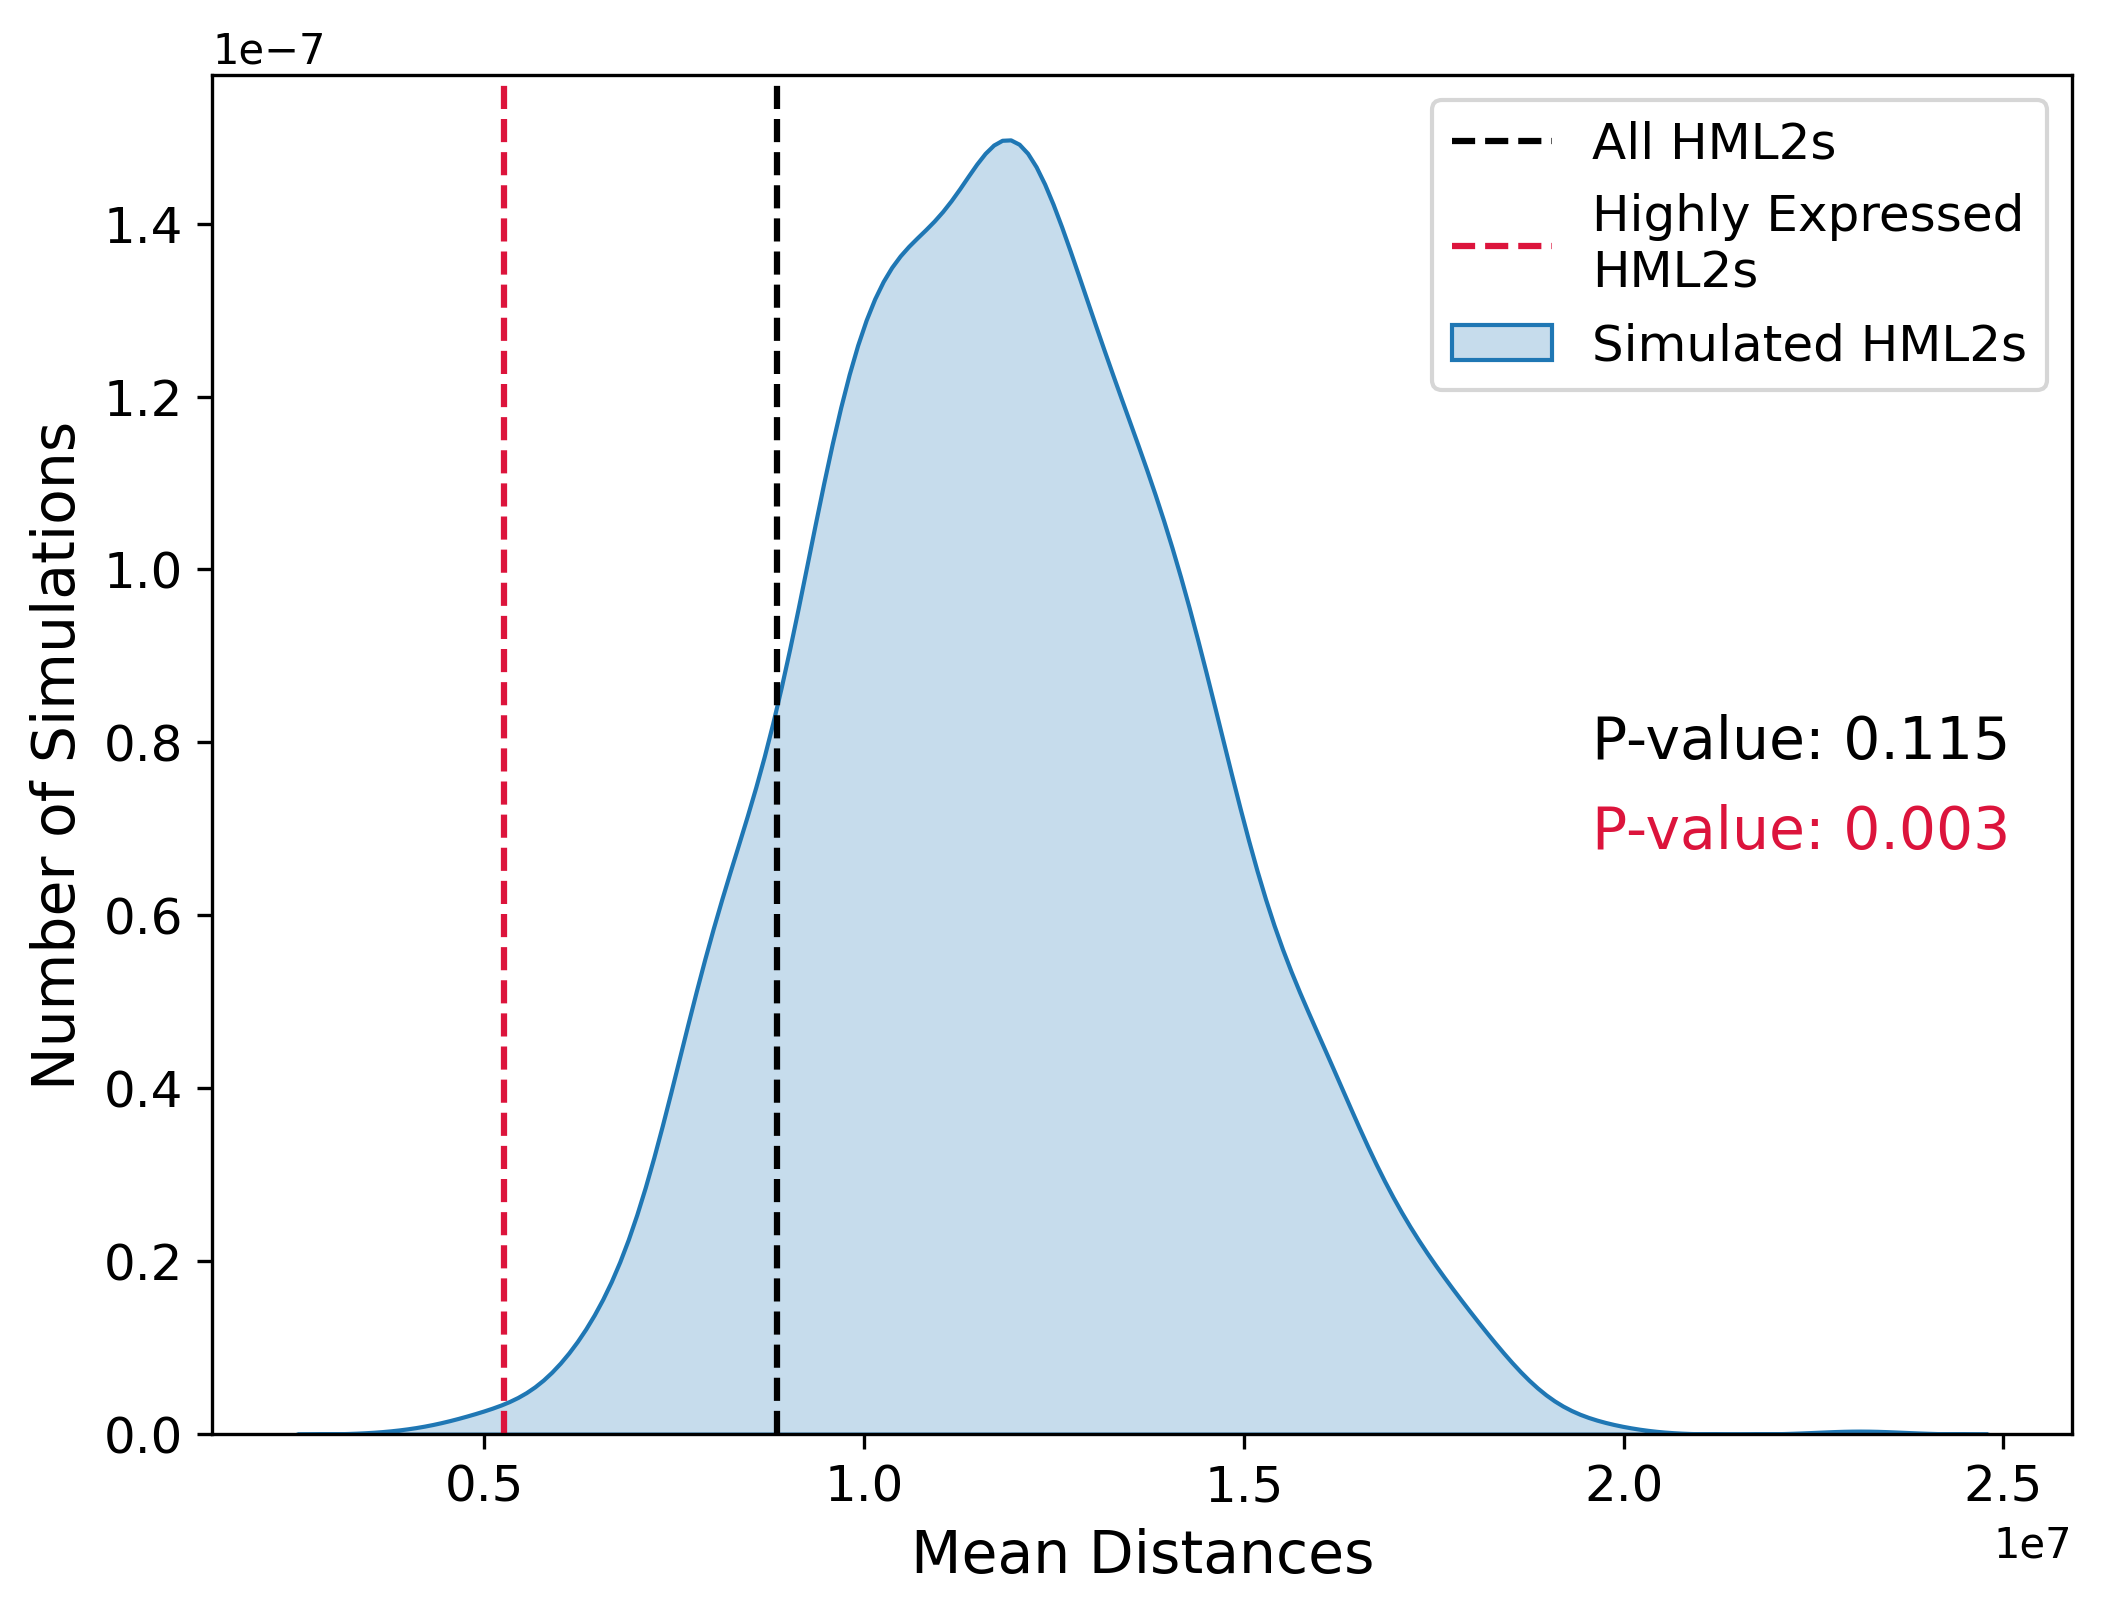 1e−7
All HML2s
Highly Expressed
HML2s
Simulated HML2s
P-value: 0.115
P-value: 0.003
Number of Simulations
1.4
1.2
1.0
0.8
0.6
0.4
0.2
0.0
0.5
1.0
1.5
2.0
2.5
1e7
Mean Distances